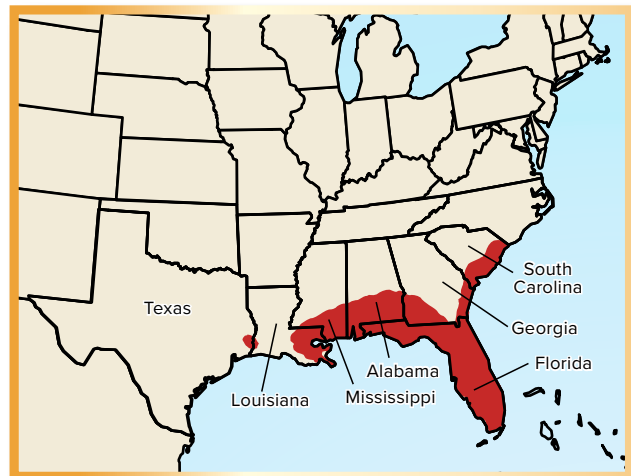 Texas
South
Carolina
Georgia
Florida
Alabama
Mississippi
Louisiana